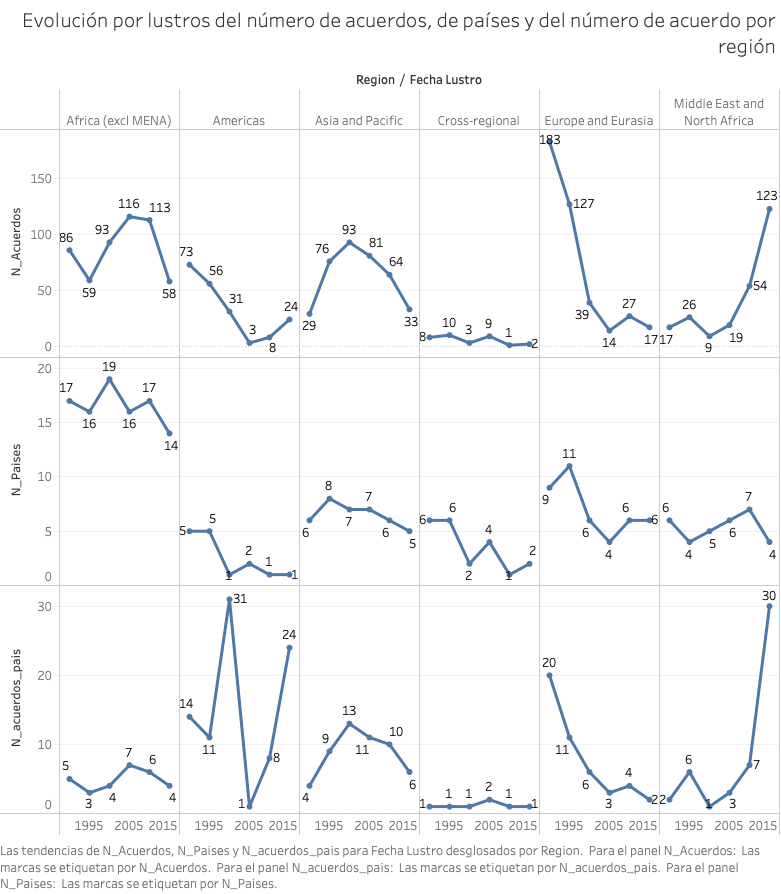 Evolución por lustros del número de acuerdos, de países y del número de acuerdo por
región
Region / Fecha Lustro
Africa (excl MENA) Americas Asia and Pacific Cross-regional Europe and Eurasia Middle East and North Africa
N_Acuerdos
150
100
50
0
86 59 93 116 113 58
73 56 31 3 8 24
29 76 93 81 64 33
8 10 3 9 1 2
183 127 39 14 27 17
17 26 9 19 54 123
N_Paises
20
15
10
5
0
17 16 19 16 17 14
5 5 1 2 1 1
6 8 7 7 6 5
6 6 2 4 1 2
9 11 6 4 6 6
6 4 5 6 7 4
N_acuerdos_pais
30
20
10
0
5 3 4 7 6 4
14 11 31 1 8 24
4 9 13 11 10 6
1 1 1 2 1 1
20 11 6 3 4 2
2 6 1 3 7 30
1995 2005 2015 1995 2005 2015 1995 2005 2015 1995 2005 2015 1995 2005 2015 1995 2005 2015
Las tendencias de N_Acuerdos, N_Paises y N_acuerdos_pais para Fecha Lustro desglosados por Region. Para el panel N_Acuerdos: Las
marcas se etiquetan por N_Acuerdos. Para el panel N_acuerdos_pais: Las marcas se etiquetan por N_acuerdos_pais. Para el panel
N_Paises: Las marcas se etiquetan por N_Paises.